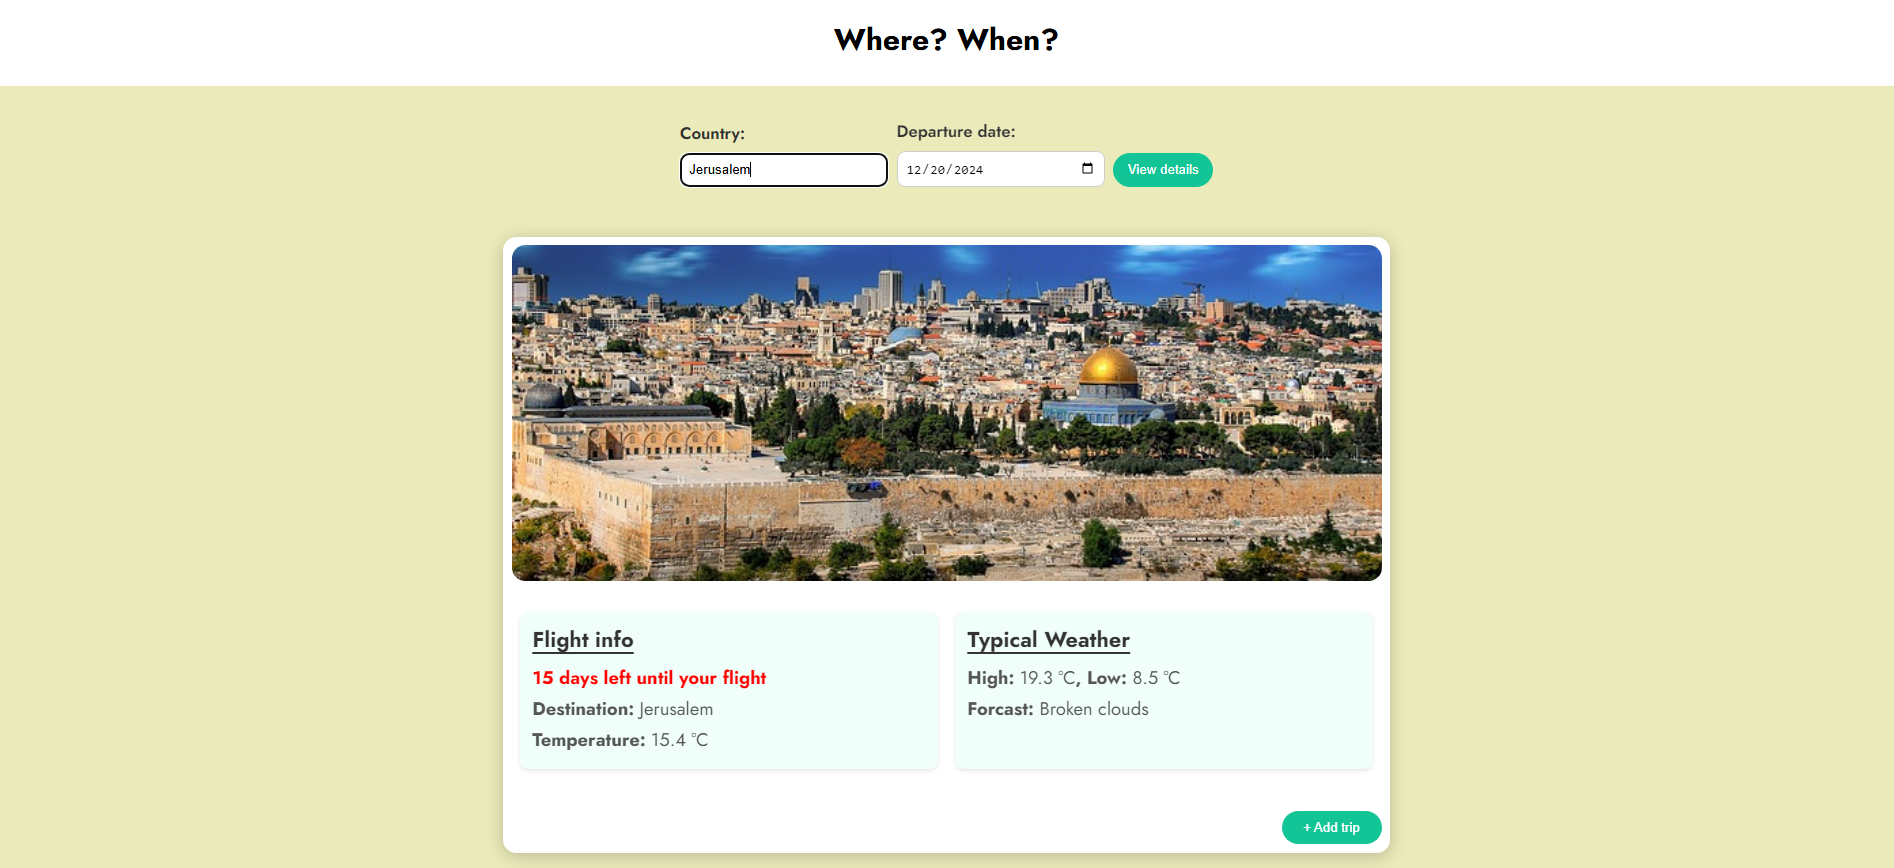 Where? When?
Country:
Departure date:
Jerusalem
12/20/2024
View details
Flight info
15 days left until your flight
Destination: Jerusalem
Temperature: 15.4 °C
Typical Weather
High: 19.3 °C, Low: 8.5 °C
Forcast: Broken clouds
+ Add trip